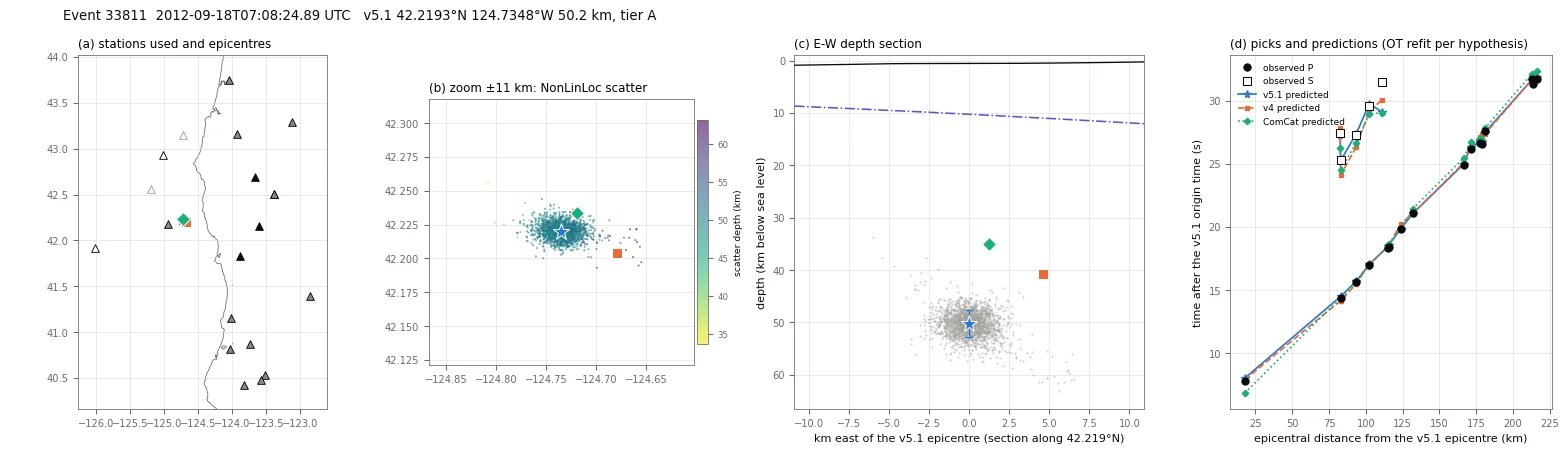 Event 33811  2012-09-18T07:08:24.89 UTC   v5.1 42.2193°N 124.7348°W 50.2 km, tier A
(a) stations used and epicentres
44.0
43.5
43.0
42.5
42.0
41.5
41.0
40.5
−126.0−125.5−125.0−124.5−124.0−123.5−123.0
(b) zoom ±11 km: NonLinLoc scatter
42.300
42.275
42.250
42.225
42.200
42.175
42.150
42.125
−124.85 −124.80 −124.75 −124.70 −124.65
60
55
50
45
40
35
scatter depth (km)
(c) E-W depth section
0
10
20
30
40
50
60
depth (km below sea level)
−10.0 −7.5 −5.0 −2.5 0.0 2.5 5.0 7.5 10.0
km east of the v5.1 epicentre (section along 42.219°N)
(d) picks and predictions (OT refit per hypothesis)
observed P
observed S
v5.1 predicted
v4 predicted
ComCat predicted
30
25
20
15
10
time after the v5.1 origin time (s)
25 50 75 100 125 150 175 200 225
epicentral distance from the v5.1 epicentre (km)